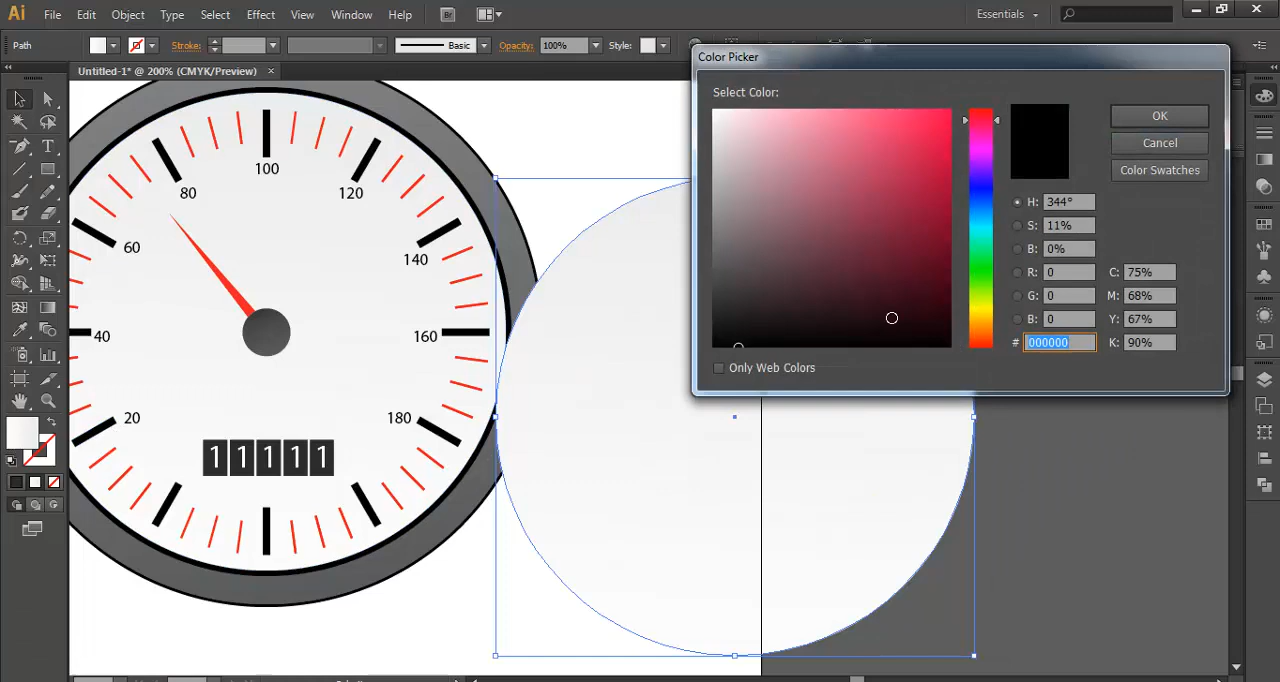 Ai File Edit Object Type Select Effect View Window Help Br Essentials
Path Stroke: Basic Opacity: 100% Style:
Untitled-1* @ 200% (CMYK/Preview) ×
Color Picker
Select Color:
OK
Cancel
Color Swatches
H: 344°
S: 11%
B: 0%
R: 0 C: 75%
G: 0 M: 68%
B: 0 Y: 67%
# 000000 K: 90%
Only Web Colors
100
80 120
60 140
40 160
20 180
11111